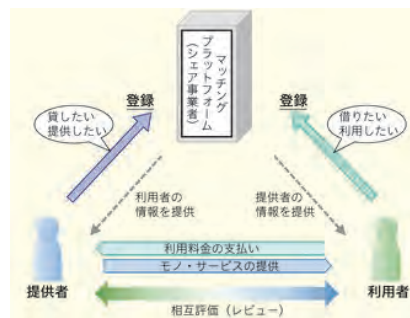 マッチング
プラットフォーム
(シェア事業者)
登録
登録
貸したい
提供したい
借りたい
利用したい
利用者の
情報を提供
提供者の
情報を提供
利用料金の支払い
モノ・サービスの提供
提供者
利用者
相互評価(レビュー)